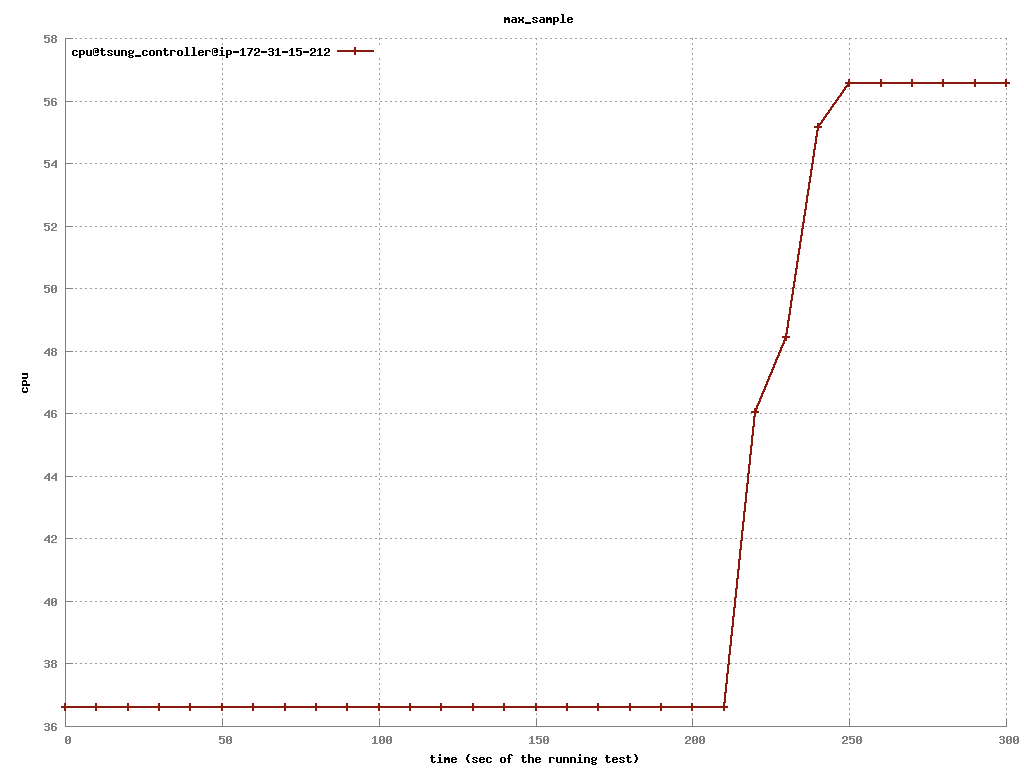 max_sample
cpu@tsung_controller@ip-172-31-15-212
58
56
54
52
50
48
46
44
42
40
38
36
cpu
0 50 100 150 200 250 300
time (sec of the running test)